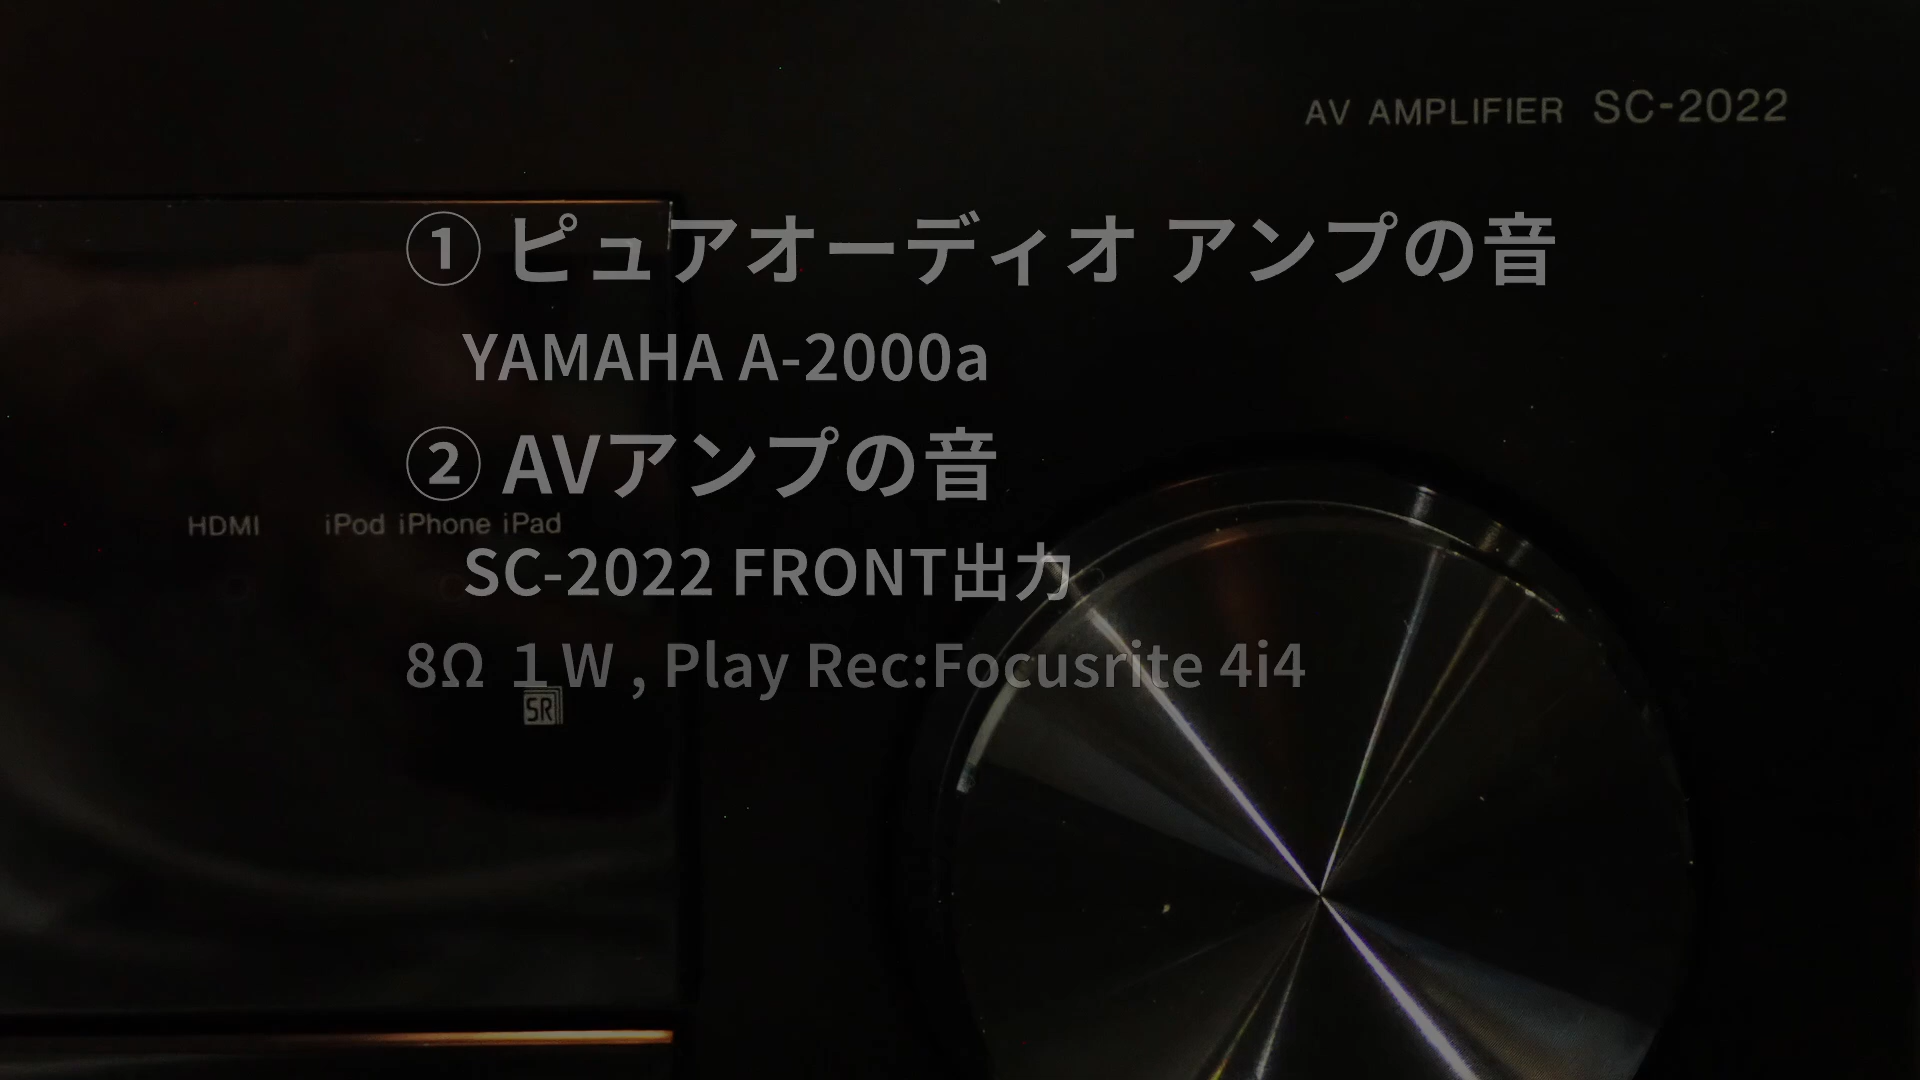 AV AMPLIFIER SC-2022
① ピュアオーディオ アンプの音
YAMAHA A-2000a
② AVアンプの音
HDMI iPod iPhone iPad
SC-2022 FRONT出力
8Ω １W , Play Rec:Focusrite 4i4
SR